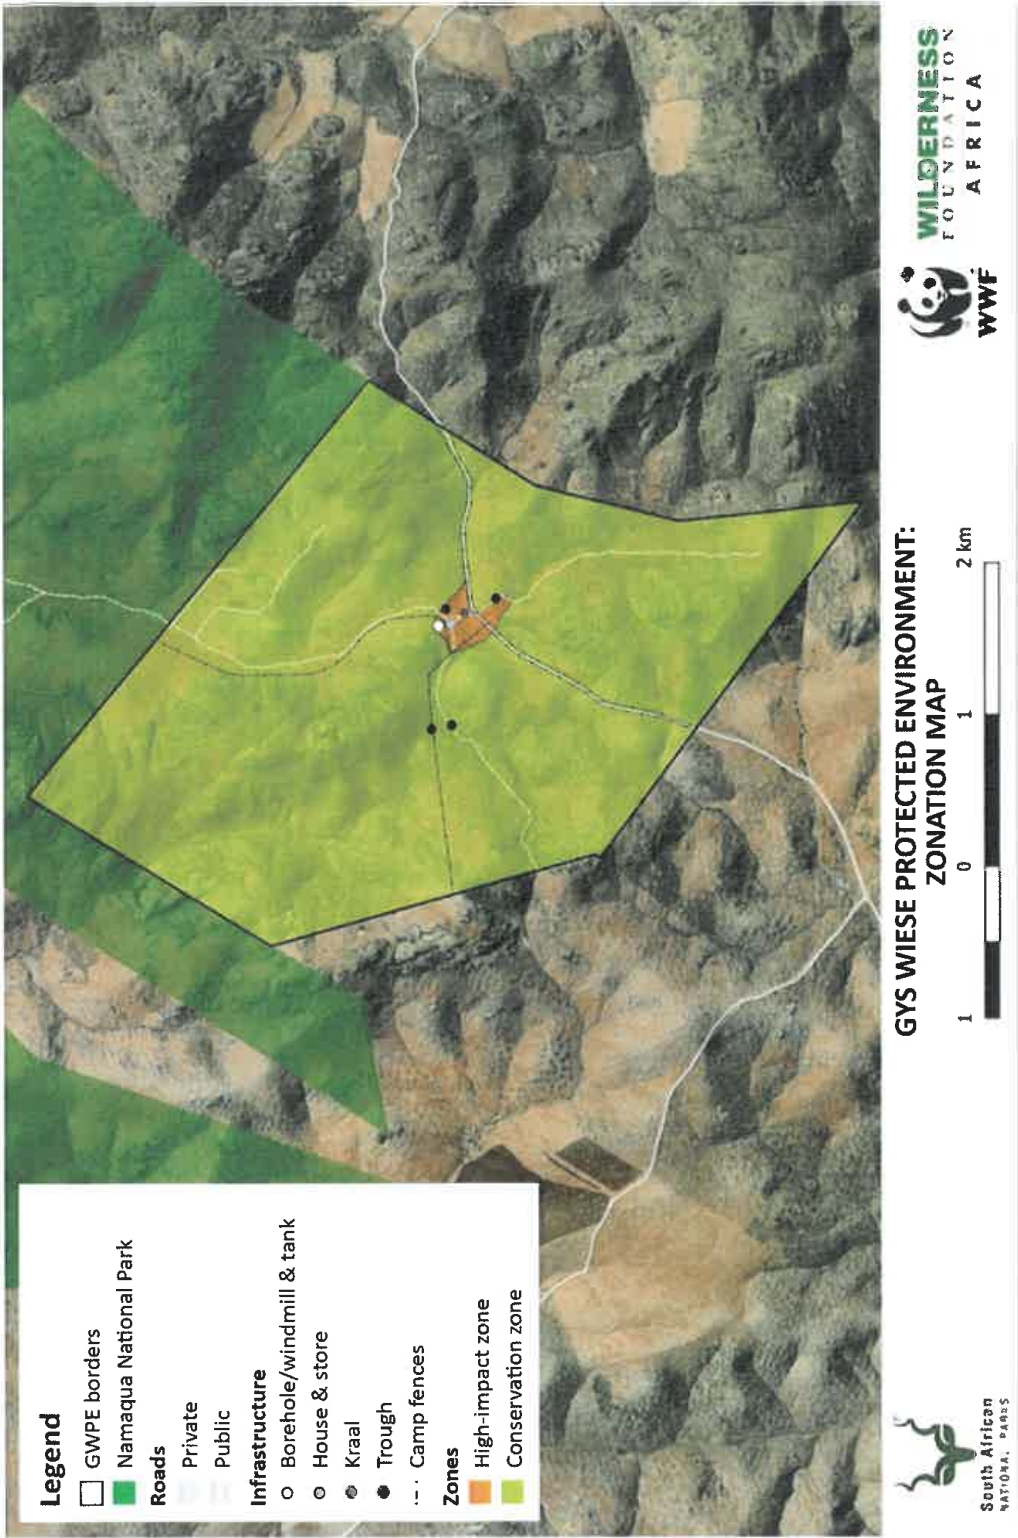 Legend
GWPE borders
Namaqua National Park
Roads
Private
Public
Infrastructure
Borehole/windmill & tank
House & store
Kraal
Trough
Camp fences
Zones
High-impact zone
Conservation zone
GYS WIESE PROTECTED ENVIRONMENT:
ZONATION MAP
1 0 1 2 km
South African
NATIONAL PARKS
WWF
WILDERNESS
FOUNDATION
AFRICA